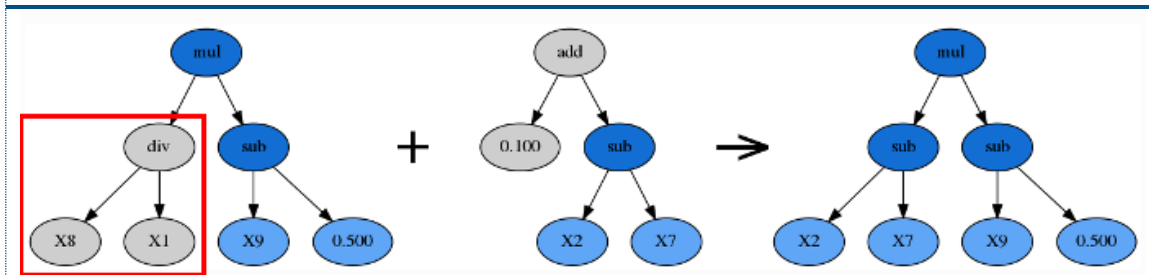 mul add mul
div sub + 0.100 sub sub sub
X8 X1 X9 0.500 X2 X7 X2 X7 X9 0.500